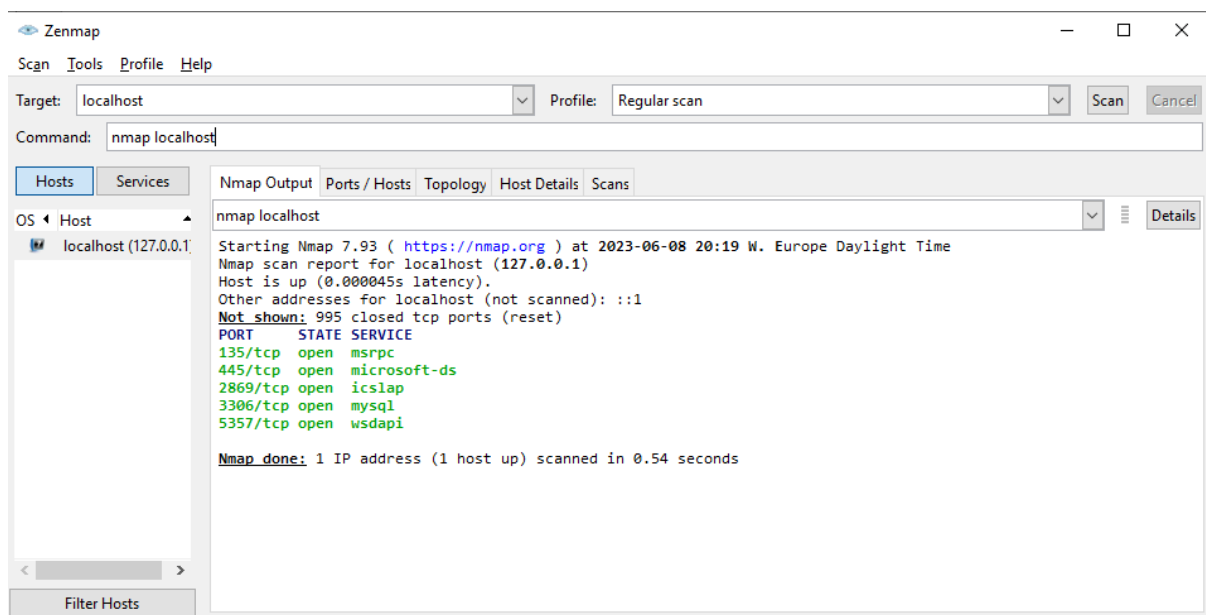 Zenmap
Scan Tools Profile Help
Target: localhost Profile: Regular scan Scan Cancel
Command: nmap localhost
Hosts Services
Nmap Output Ports / Hosts Topology Host Details Scans
OS Host
nmap localhost Details
localhost (127.0.0.1)
Starting Nmap 7.93 ( https://nmap.org ) at 2023-06-08 20:19 W. Europe Daylight Time
Nmap scan report for localhost (127.0.0.1)
Host is up (0.000045s latency).
Other addresses for localhost (not scanned): ::1
Not shown: 995 closed tcp ports (reset)
PORT STATE SERVICE
135/tcp open msrpc
445/tcp open microsoft-ds
2869/tcp open icslap
3306/tcp open mysql
5357/tcp open wsdapi
Nmap done: 1 IP address (1 host up) scanned in 0.54 seconds
Filter Hosts